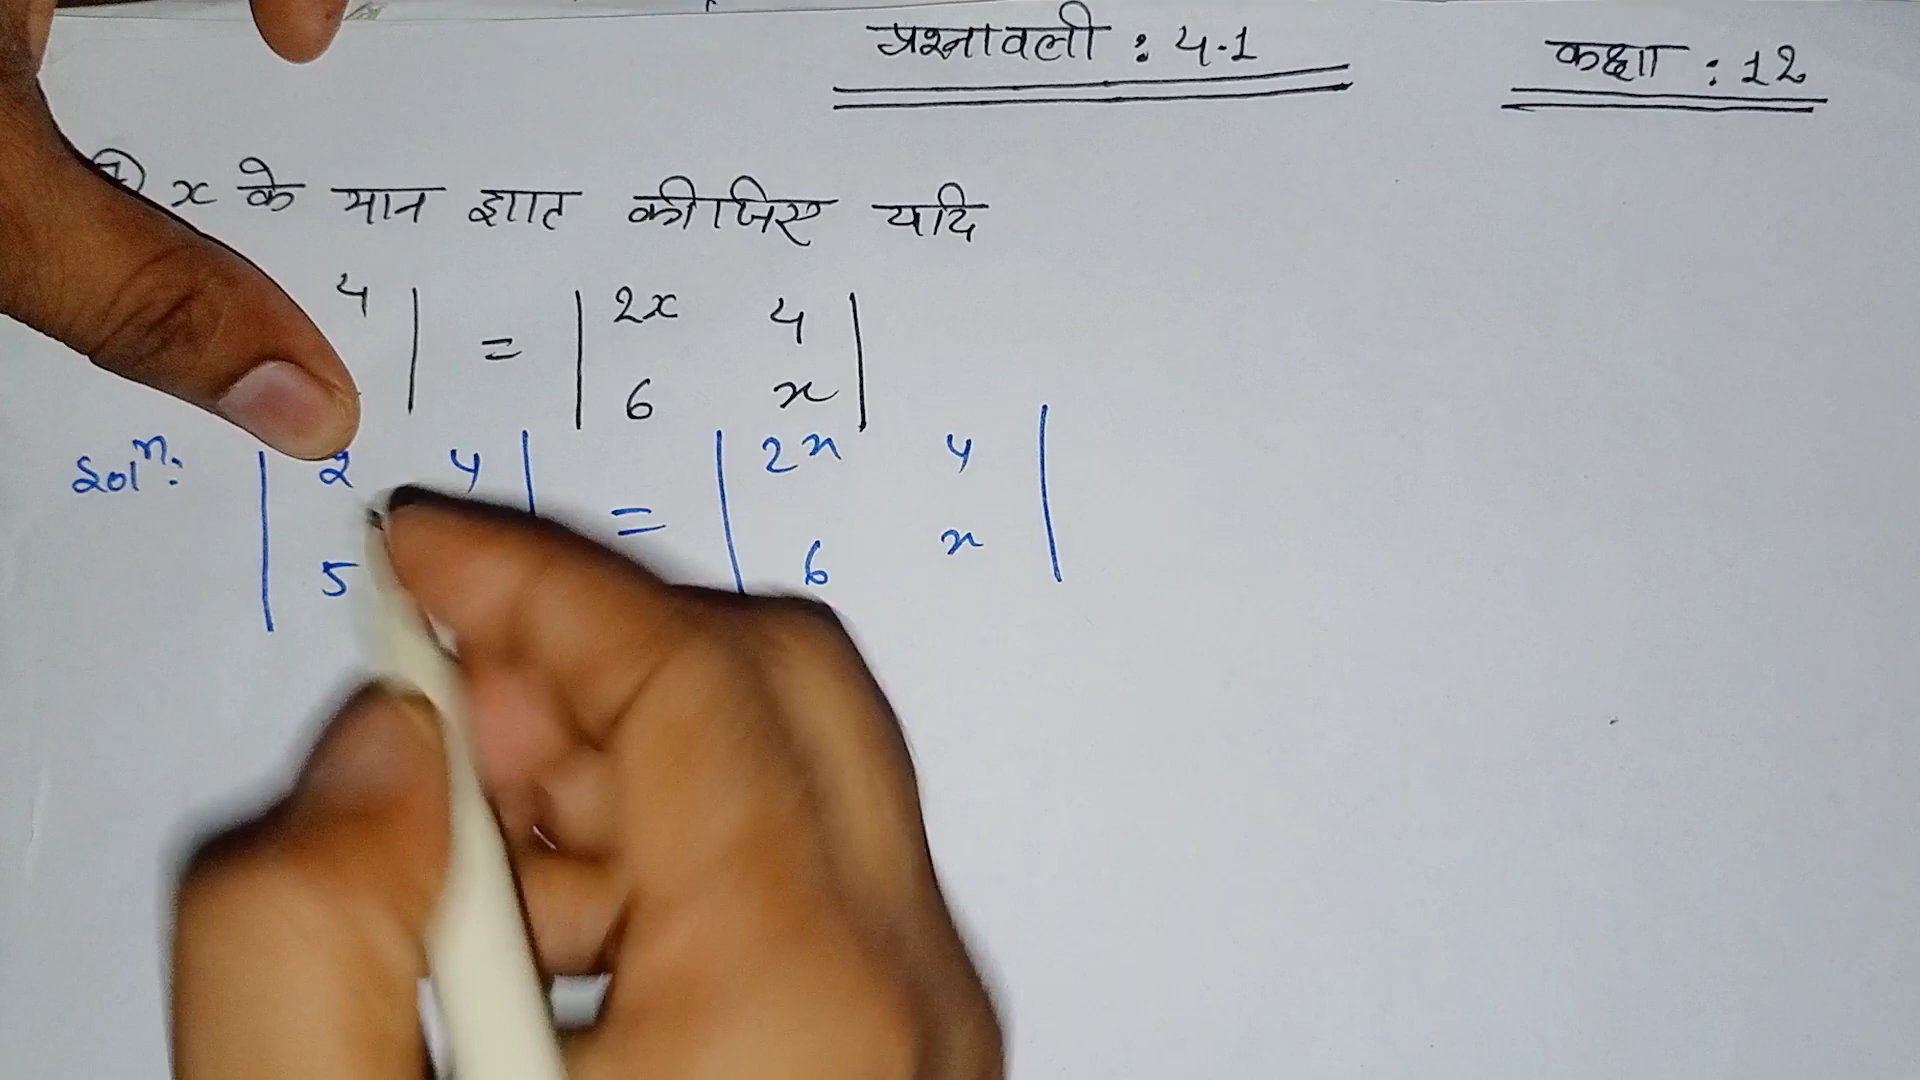 प्रश्नावली : 4.1
कक्षा : 12
x के मान ज्ञात कीजिए यदि
4 | = | 2x 4 |
| 6 x |
Solⁿ: | 2 4 | = | 2x 4 |
5 | 6 x |